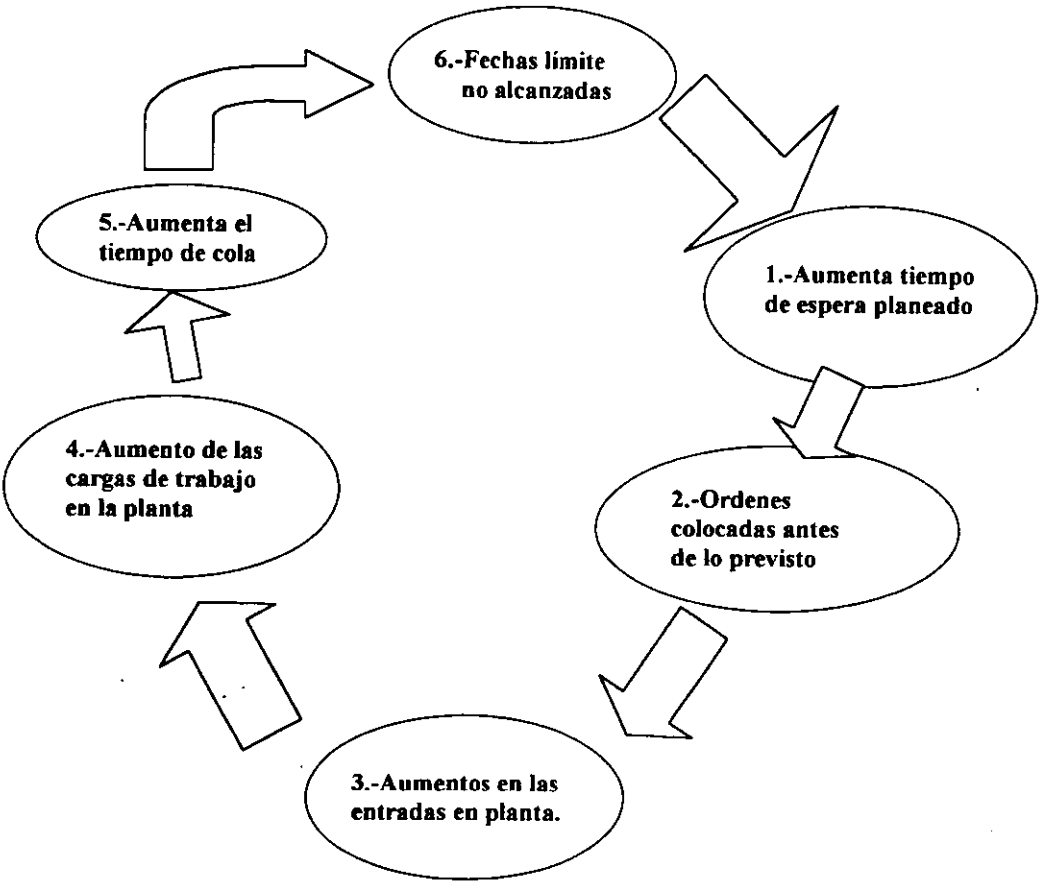 6.-Fechas límite
no alcanzadas
1.-Aumenta tiempo
de espera planeado
2.-Ordenes
colocadas antes
de lo previsto
3.-Aumentos en las
entradas en planta.
4.-Aumento de las
cargas de trabajo
en la planta
5.-Aumenta el
tiempo de cola